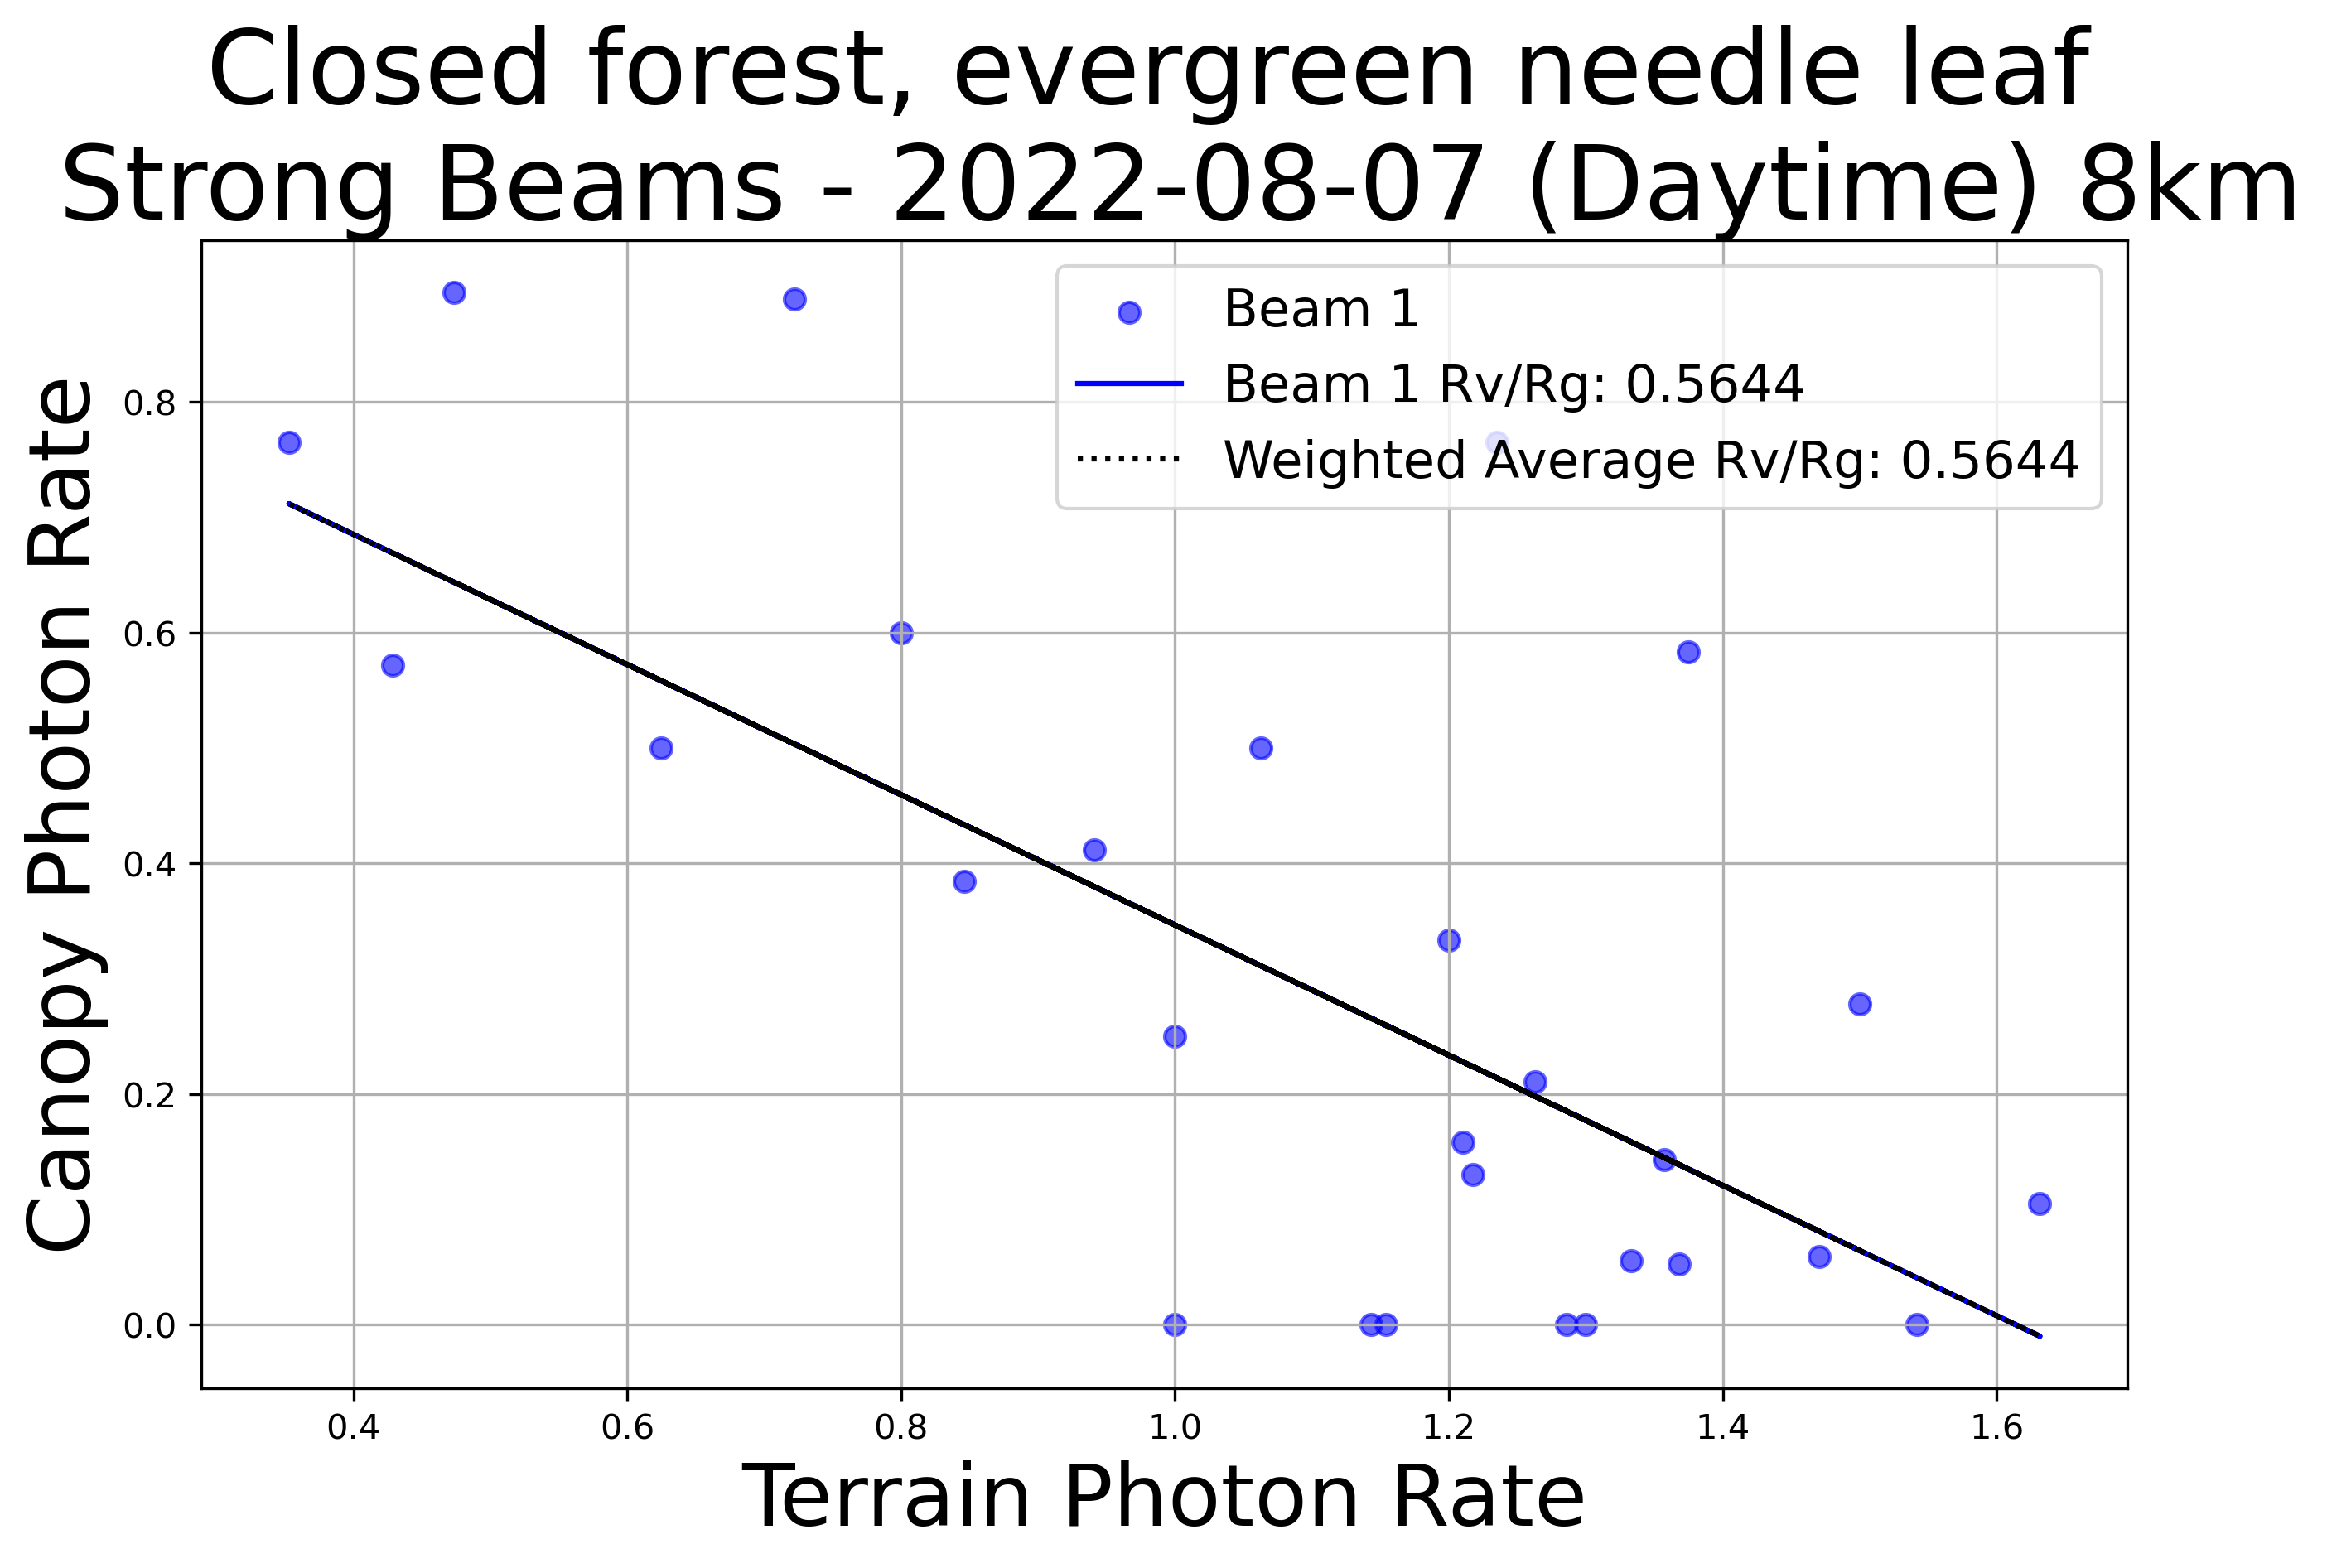 Closed forest, evergreen needle leaf
Strong Beams - 2022-08-07 (Daytime) 8km
Beam 1
Beam 1 Rv/Rg: 0.5644
Weighted Average Rv/Rg: 0.5644
Canopy Photon Rate
0.8
0.6
0.4
0.2
0.0
0.4 0.6 0.8 1.0 1.2 1.4 1.6
Terrain Photon Rate